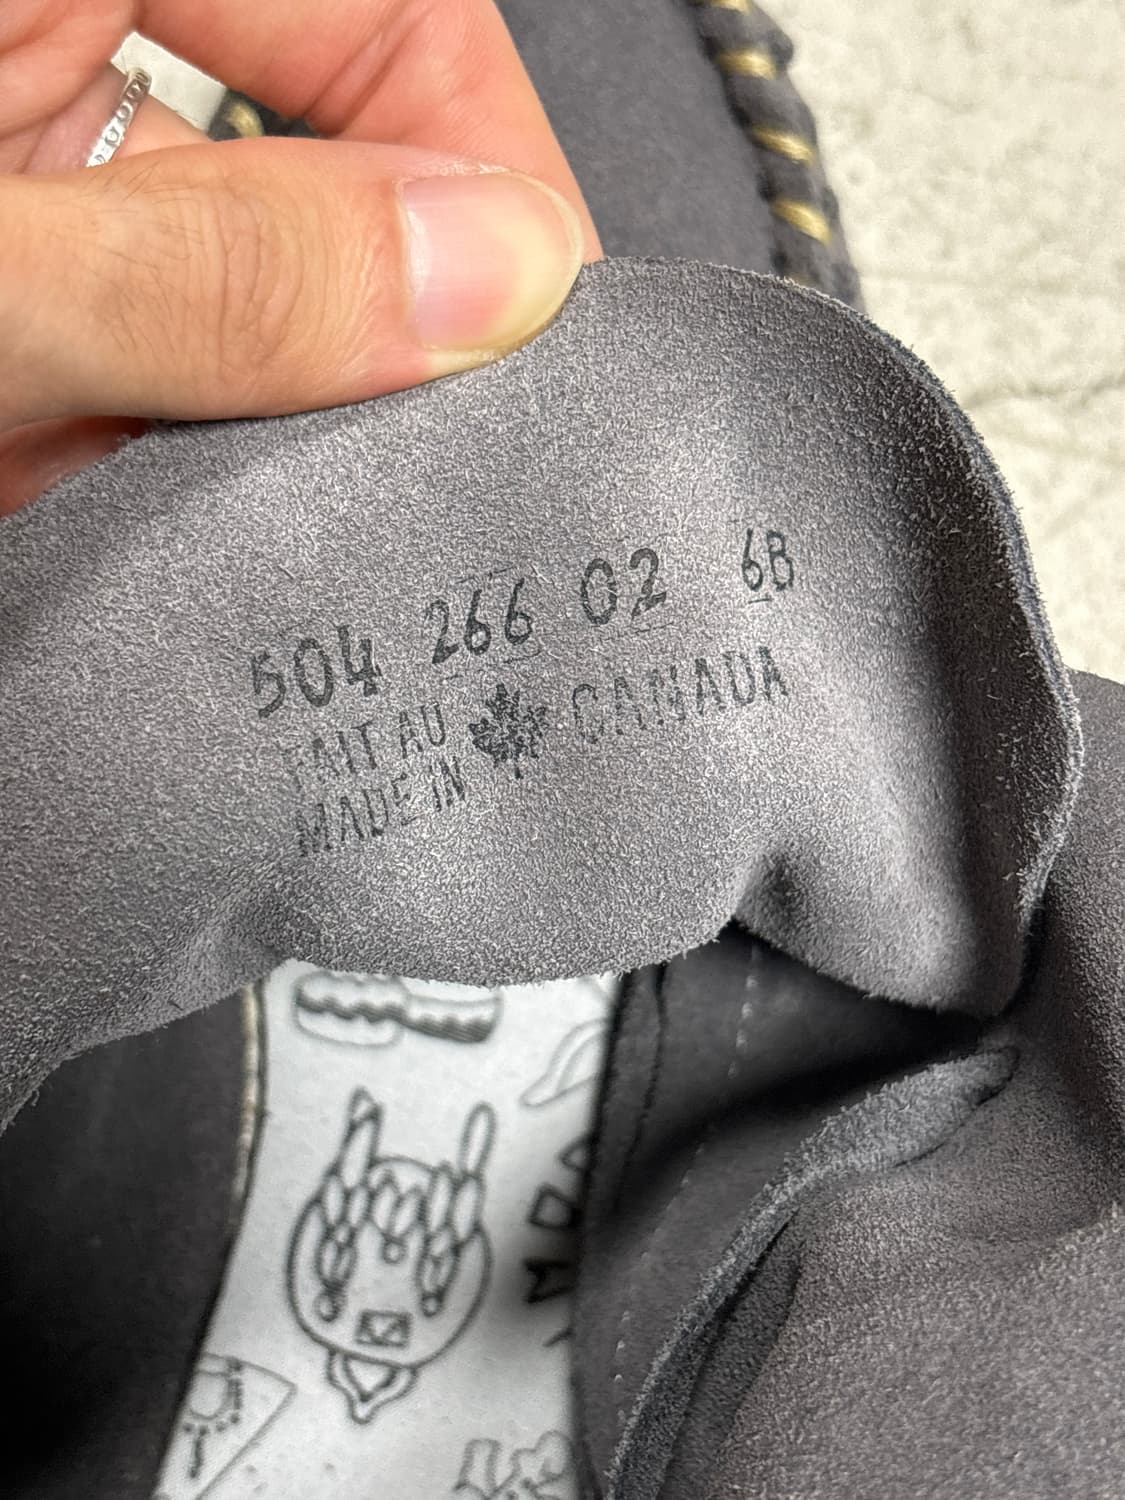 504 266 02 6B
FAIT AU CANADA
MADE IN